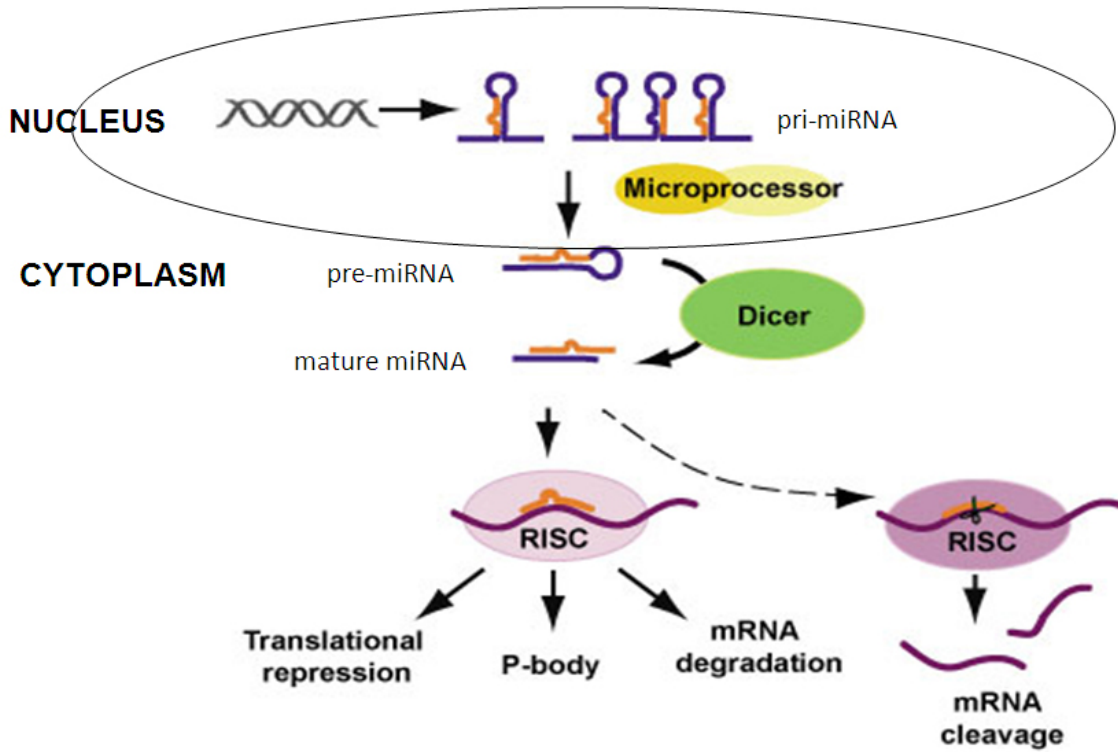 NUCLEUS
pri-miRNA
Microprocessor
CYTOPLASM
pre-miRNA
Dicer
mature miRNA
RISC
RISC
Translational
repression
P-body
mRNA
degradation
mRNA
cleavage